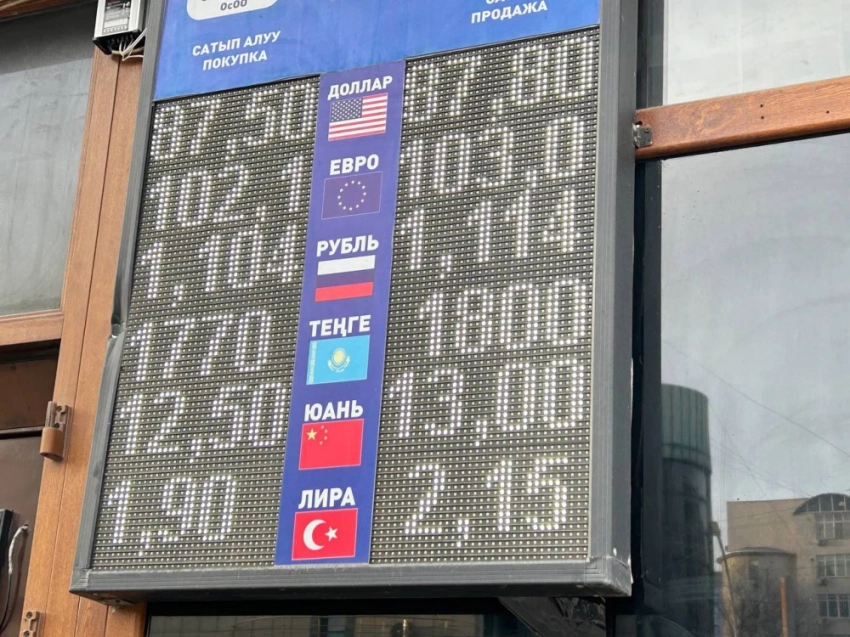 ОсОО
САТЫП АЛУУ
ПОКУПКА
ПРОДАЖА
87,50 ДОЛЛАР 87,80
102,1 ЕВРО 103,0
1,104 РУБЛЬ 1,114
1770 ТЕҢГЕ 1800
12,50 ЮАНЬ 13,00
1,90 ЛИРА 2,15